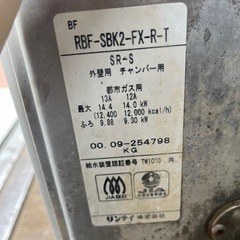 BF
RBF-SBK2-FX-R-T
SR-S
外壁用 チャンバー用
都市ガス用
13A 12A
最大 14.4 14.0 kW
(12,400 12,000 kcal/h)
ふろ 9.88 9.30 kW
00.09-254798
KG
給水装置認証番号 TW1010
JIA
リンナイ株式会社